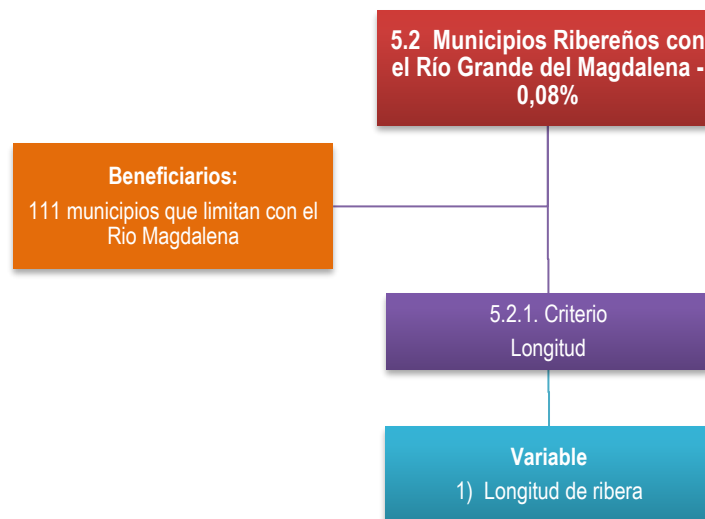 5.2 Municipios Ribereños con
el Río Grande del Magdalena -
0,08%
Beneficiarios:
111 municipios que limitan con el
Rio Magdalena
5.2.1. Criterio
Longitud
Variable
1) Longitud de ribera